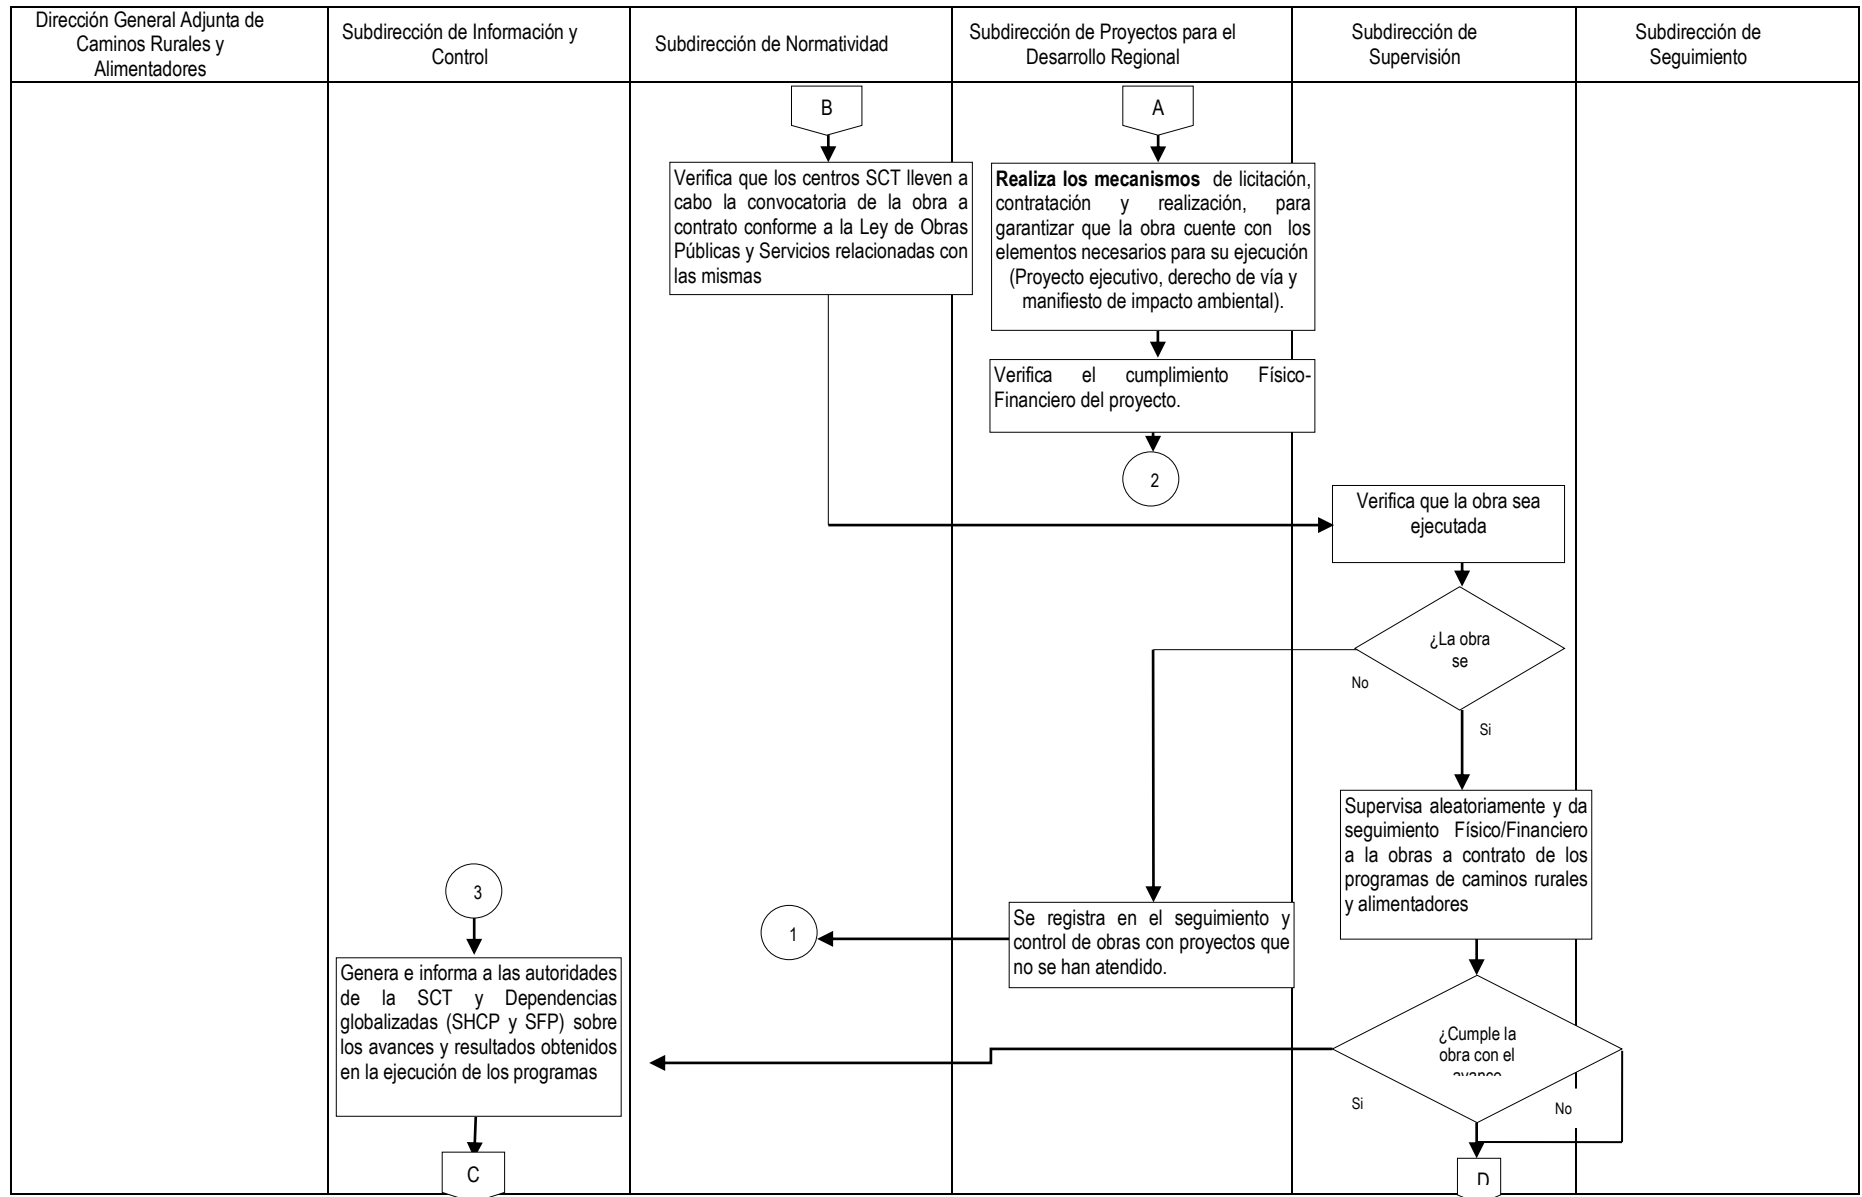 Dirección General Adjunta de
Caminos Rurales y
Alimentadores
Subdirección de Información y
Control
Subdirección de Normatividad
Subdirección de Proyectos para el
Desarrollo Regional
Subdirección de
Supervisión
Subdirección de
Seguimiento
B
A
Verifica que los centros SCT lleven a
cabo la convocatoria de la obra a
contrato conforme a la Ley de Obras
Públicas y Servicios relacionadas con
las mismas
Realiza los mecanismos de licitación,
contratación y realización, para
garantizar que la obra cuente con los
elementos necesarios para su ejecución
(Proyecto ejecutivo, derecho de vía y
manifiesto de impacto ambiental).
Verifica el cumplimiento Físico-
Financiero del proyecto.
2
Verifica que la obra sea
ejecutada
¿La obra
se
No
Si
Supervisa aleatoriamente y da
seguimiento Físico/Financiero
a la obras a contrato de los
programas de caminos rurales
y alimentadores
3
1
Se registra en el seguimiento y
control de obras con proyectos que
no se han atendido.
Genera e informa a las autoridades
de la SCT y Dependencias
globalizadas (SHCP y SFP) sobre
los avances y resultados obtenidos
en la ejecución de los programas
¿Cumple la
obra con el
avance
Si
No
C
D